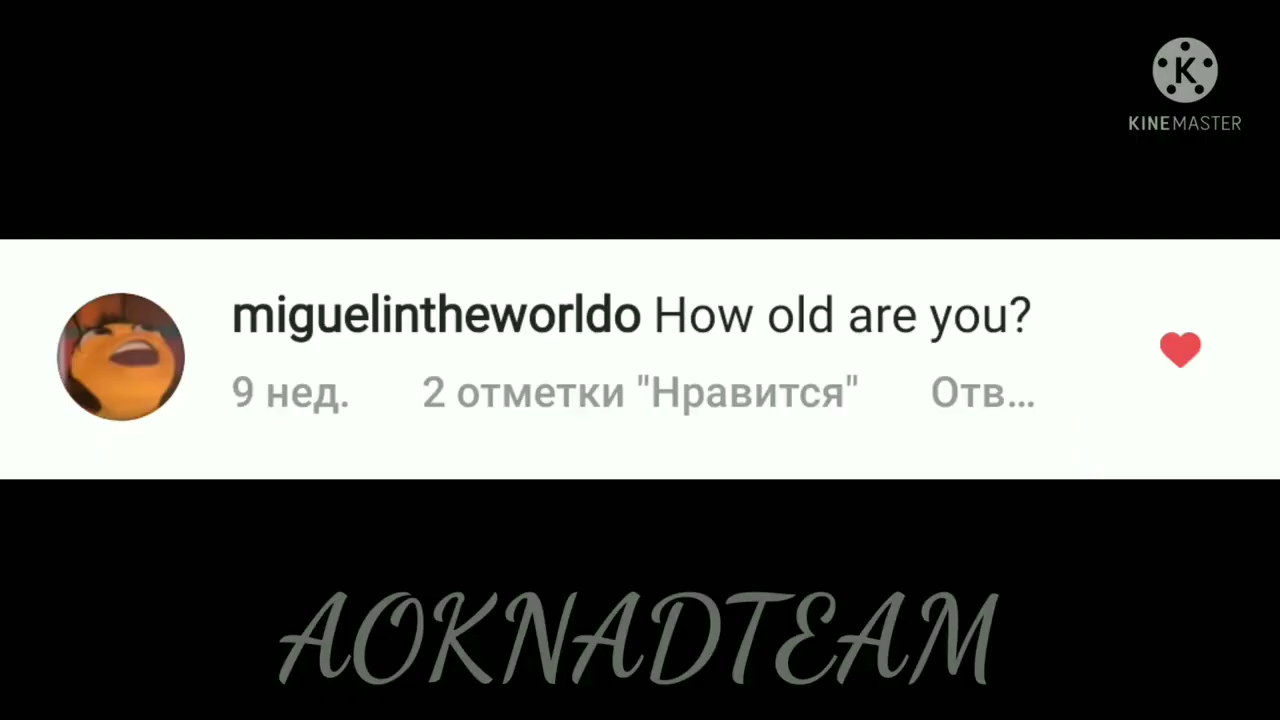 KINEMASTER
miguelintheworldo How old are you?
9 нед. 2 отметки "Нравится" Отв...
AOKNADTEAM